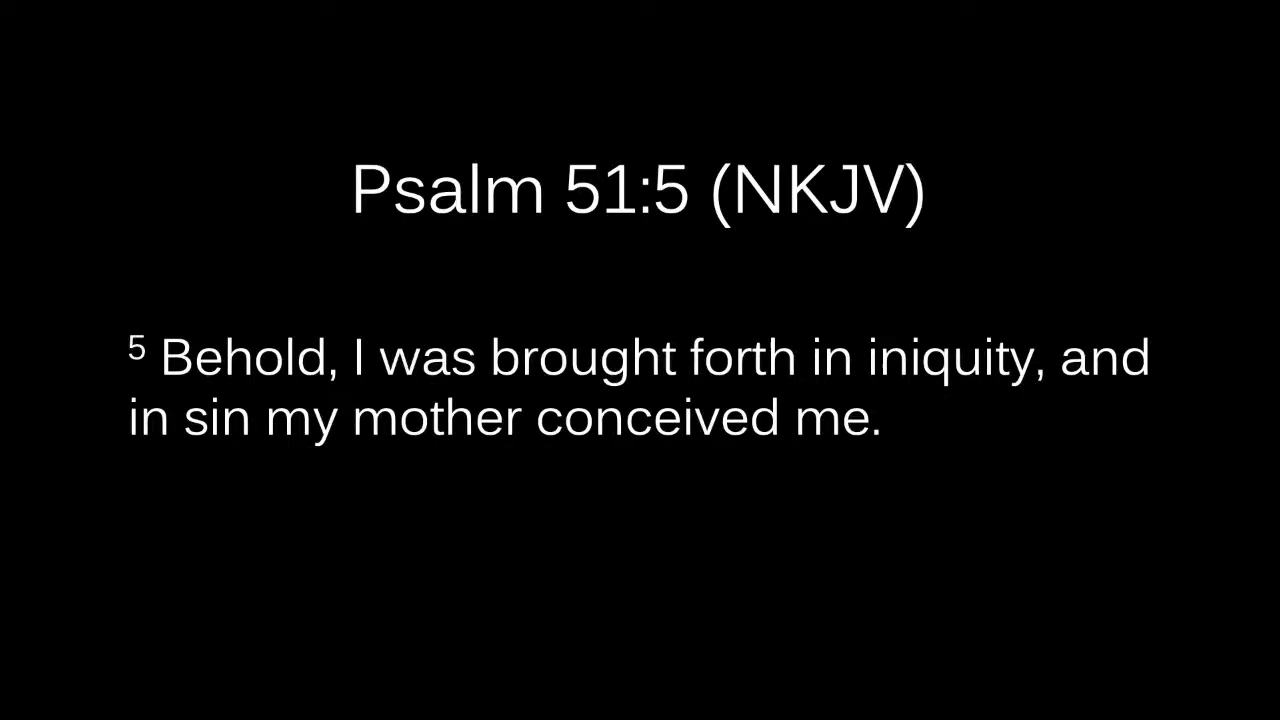 Psalm 51:5 (NKJV)
⁵ Behold, I was brought forth in iniquity, and
in sin my mother conceived me.